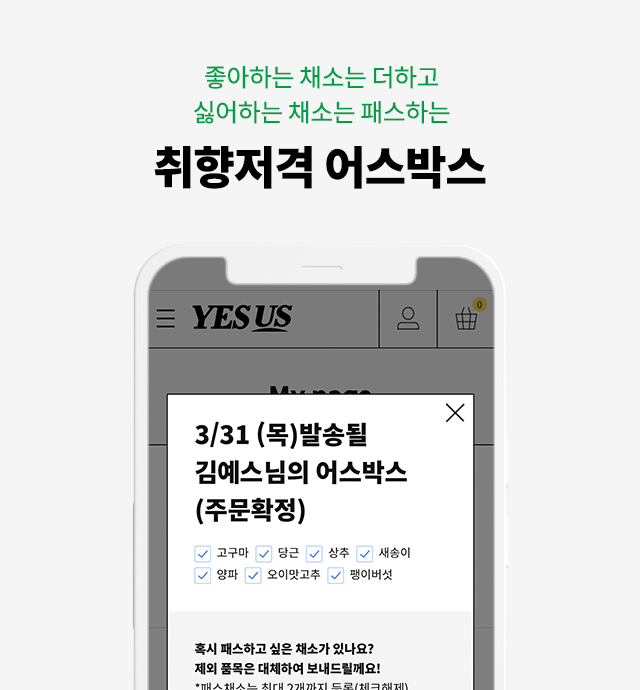 좋아하는 채소는 더하고
싫어하는 채소는 패스하는
취향저격 어스박스
YES US
0
My page
3/31 (목)발송될
김예스님의 어스박스
(주문확정)
고구마 당근 상추 새송이
양파 오이맛고추 팽이버섯
혹시 패스하고 싶은 채소가 있나요?
제외 품목은 대체하여 보내드릴께요!
*패스채소는 최대 2개까지 등록(체크해제)